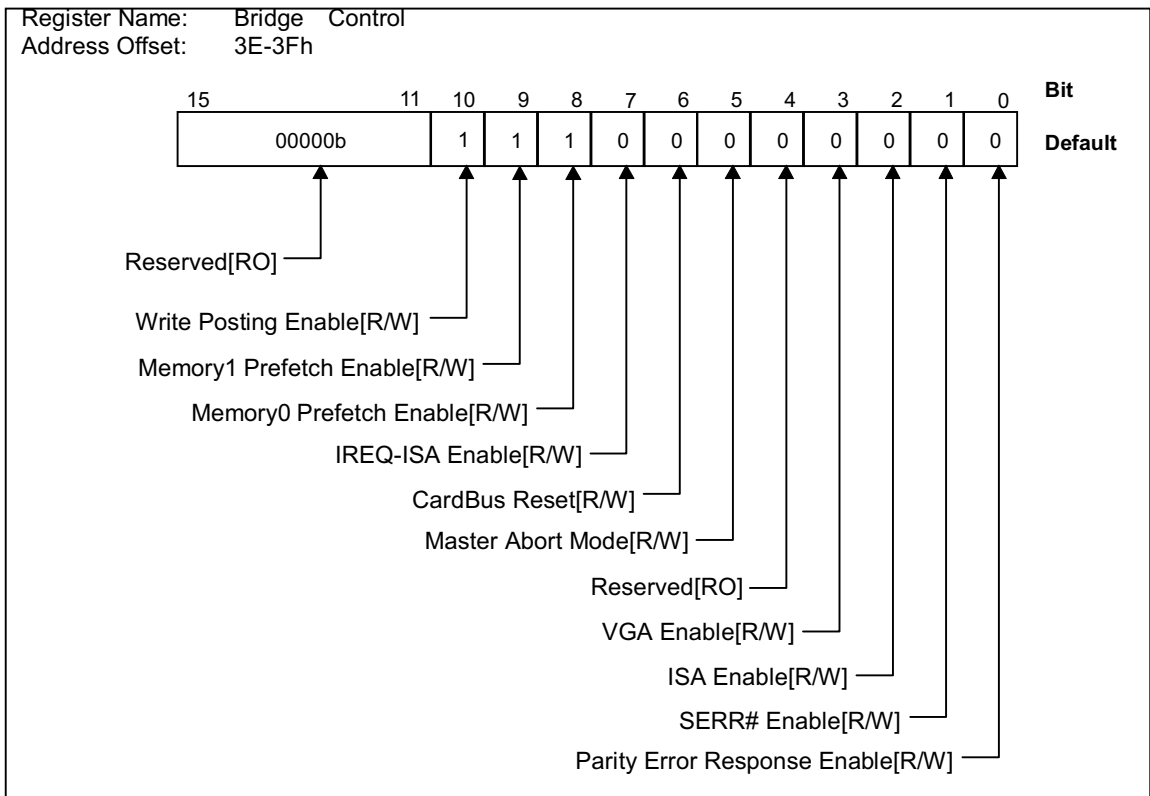 Register Name: Bridge Control
Address Offset: 3E-3Fh
15 11 10 9 8 7 6 5 4 3 2 1 0 Bit
00000b 1 1 1 0 0 0 0 0 0 0 0 Default
Reserved[RO]
Write Posting Enable[R/W]
Memory1 Prefetch Enable[R/W]
Memory0 Prefetch Enable[R/W]
IREQ-ISA Enable[R/W]
CardBus Reset[R/W]
Master Abort Mode[R/W]
Reserved[RO]
VGA Enable[R/W]
ISA Enable[R/W]
SERR# Enable[R/W]
Parity Error Response Enable[R/W]